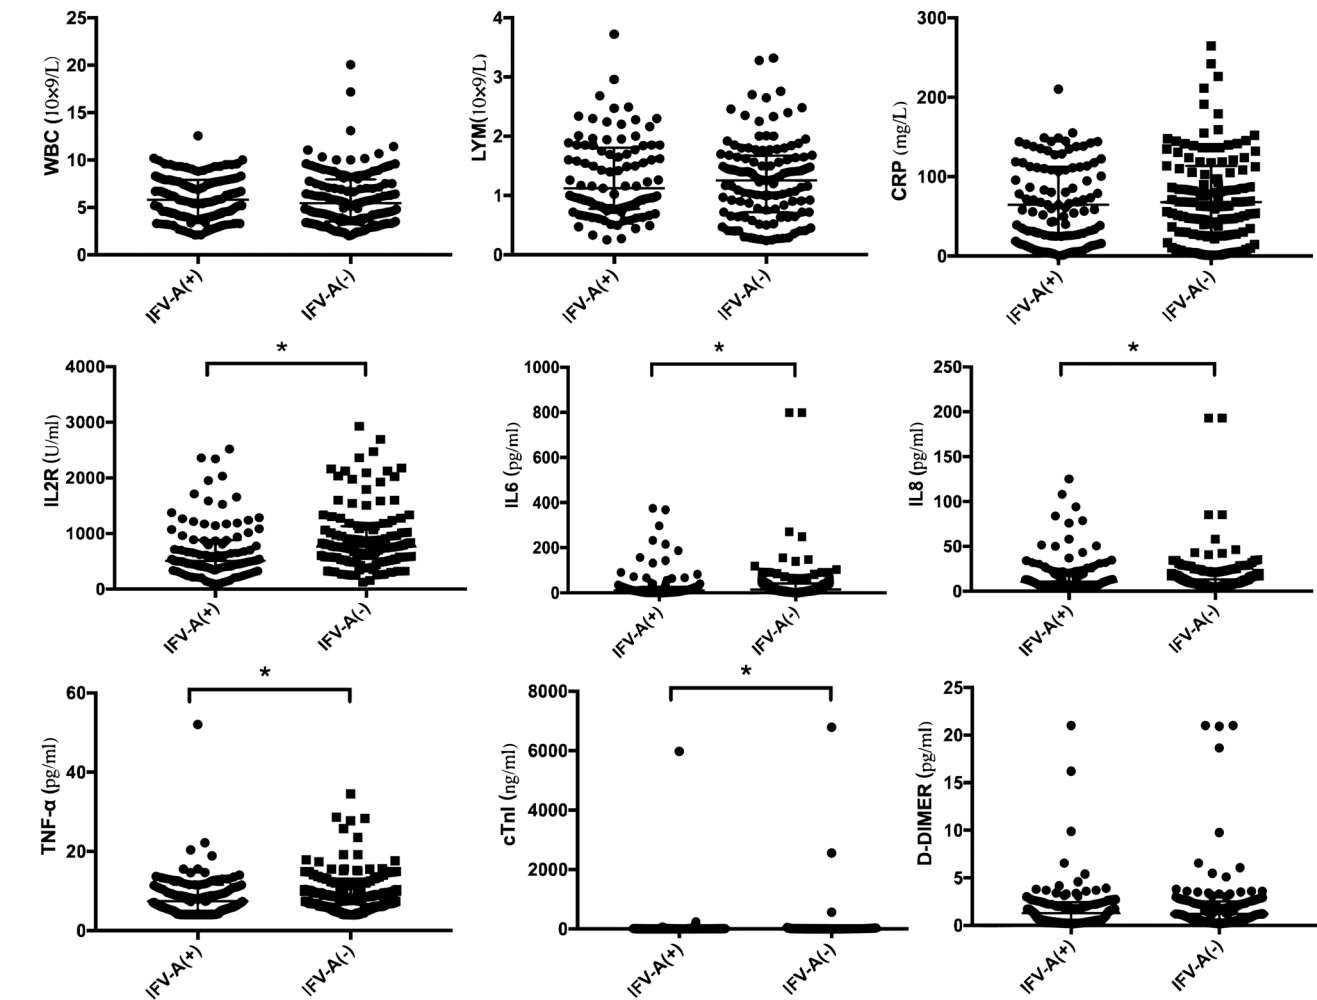 WBC (10×9/L)
25
20
15
10
5
0
IFV-A(+)
IFV-A(-)
LYM(10×9/L)
4
3
2
1
0
IFV-A(+)
IFV-A(-)
CRP (mg/L)
300
200
100
0
IFV-A(+)
IFV-A(-)
IL2R (U/ml)
4000
3000
2000
1000
0
*
IFV-A(+)
IFV-A(-)
IL6 (pg/ml)
1000
800
600
400
200
0
*
IFV-A(+)
IFV-A(-)
IL8 (pg/ml)
250
200
150
100
50
0
*
IFV-A(+)
IFV-A(-)
TNF-α (pg/ml)
60
40
20
0
*
IFV-A(+)
IFV-A(-)
cTnI (ng/ml)
8000
6000
4000
2000
0
*
IFV-A(+)
IFV-A(-)
D-DIMER (pg/ml)
25
20
15
10
5
0
IFV-A(+)
IFV-A(-)